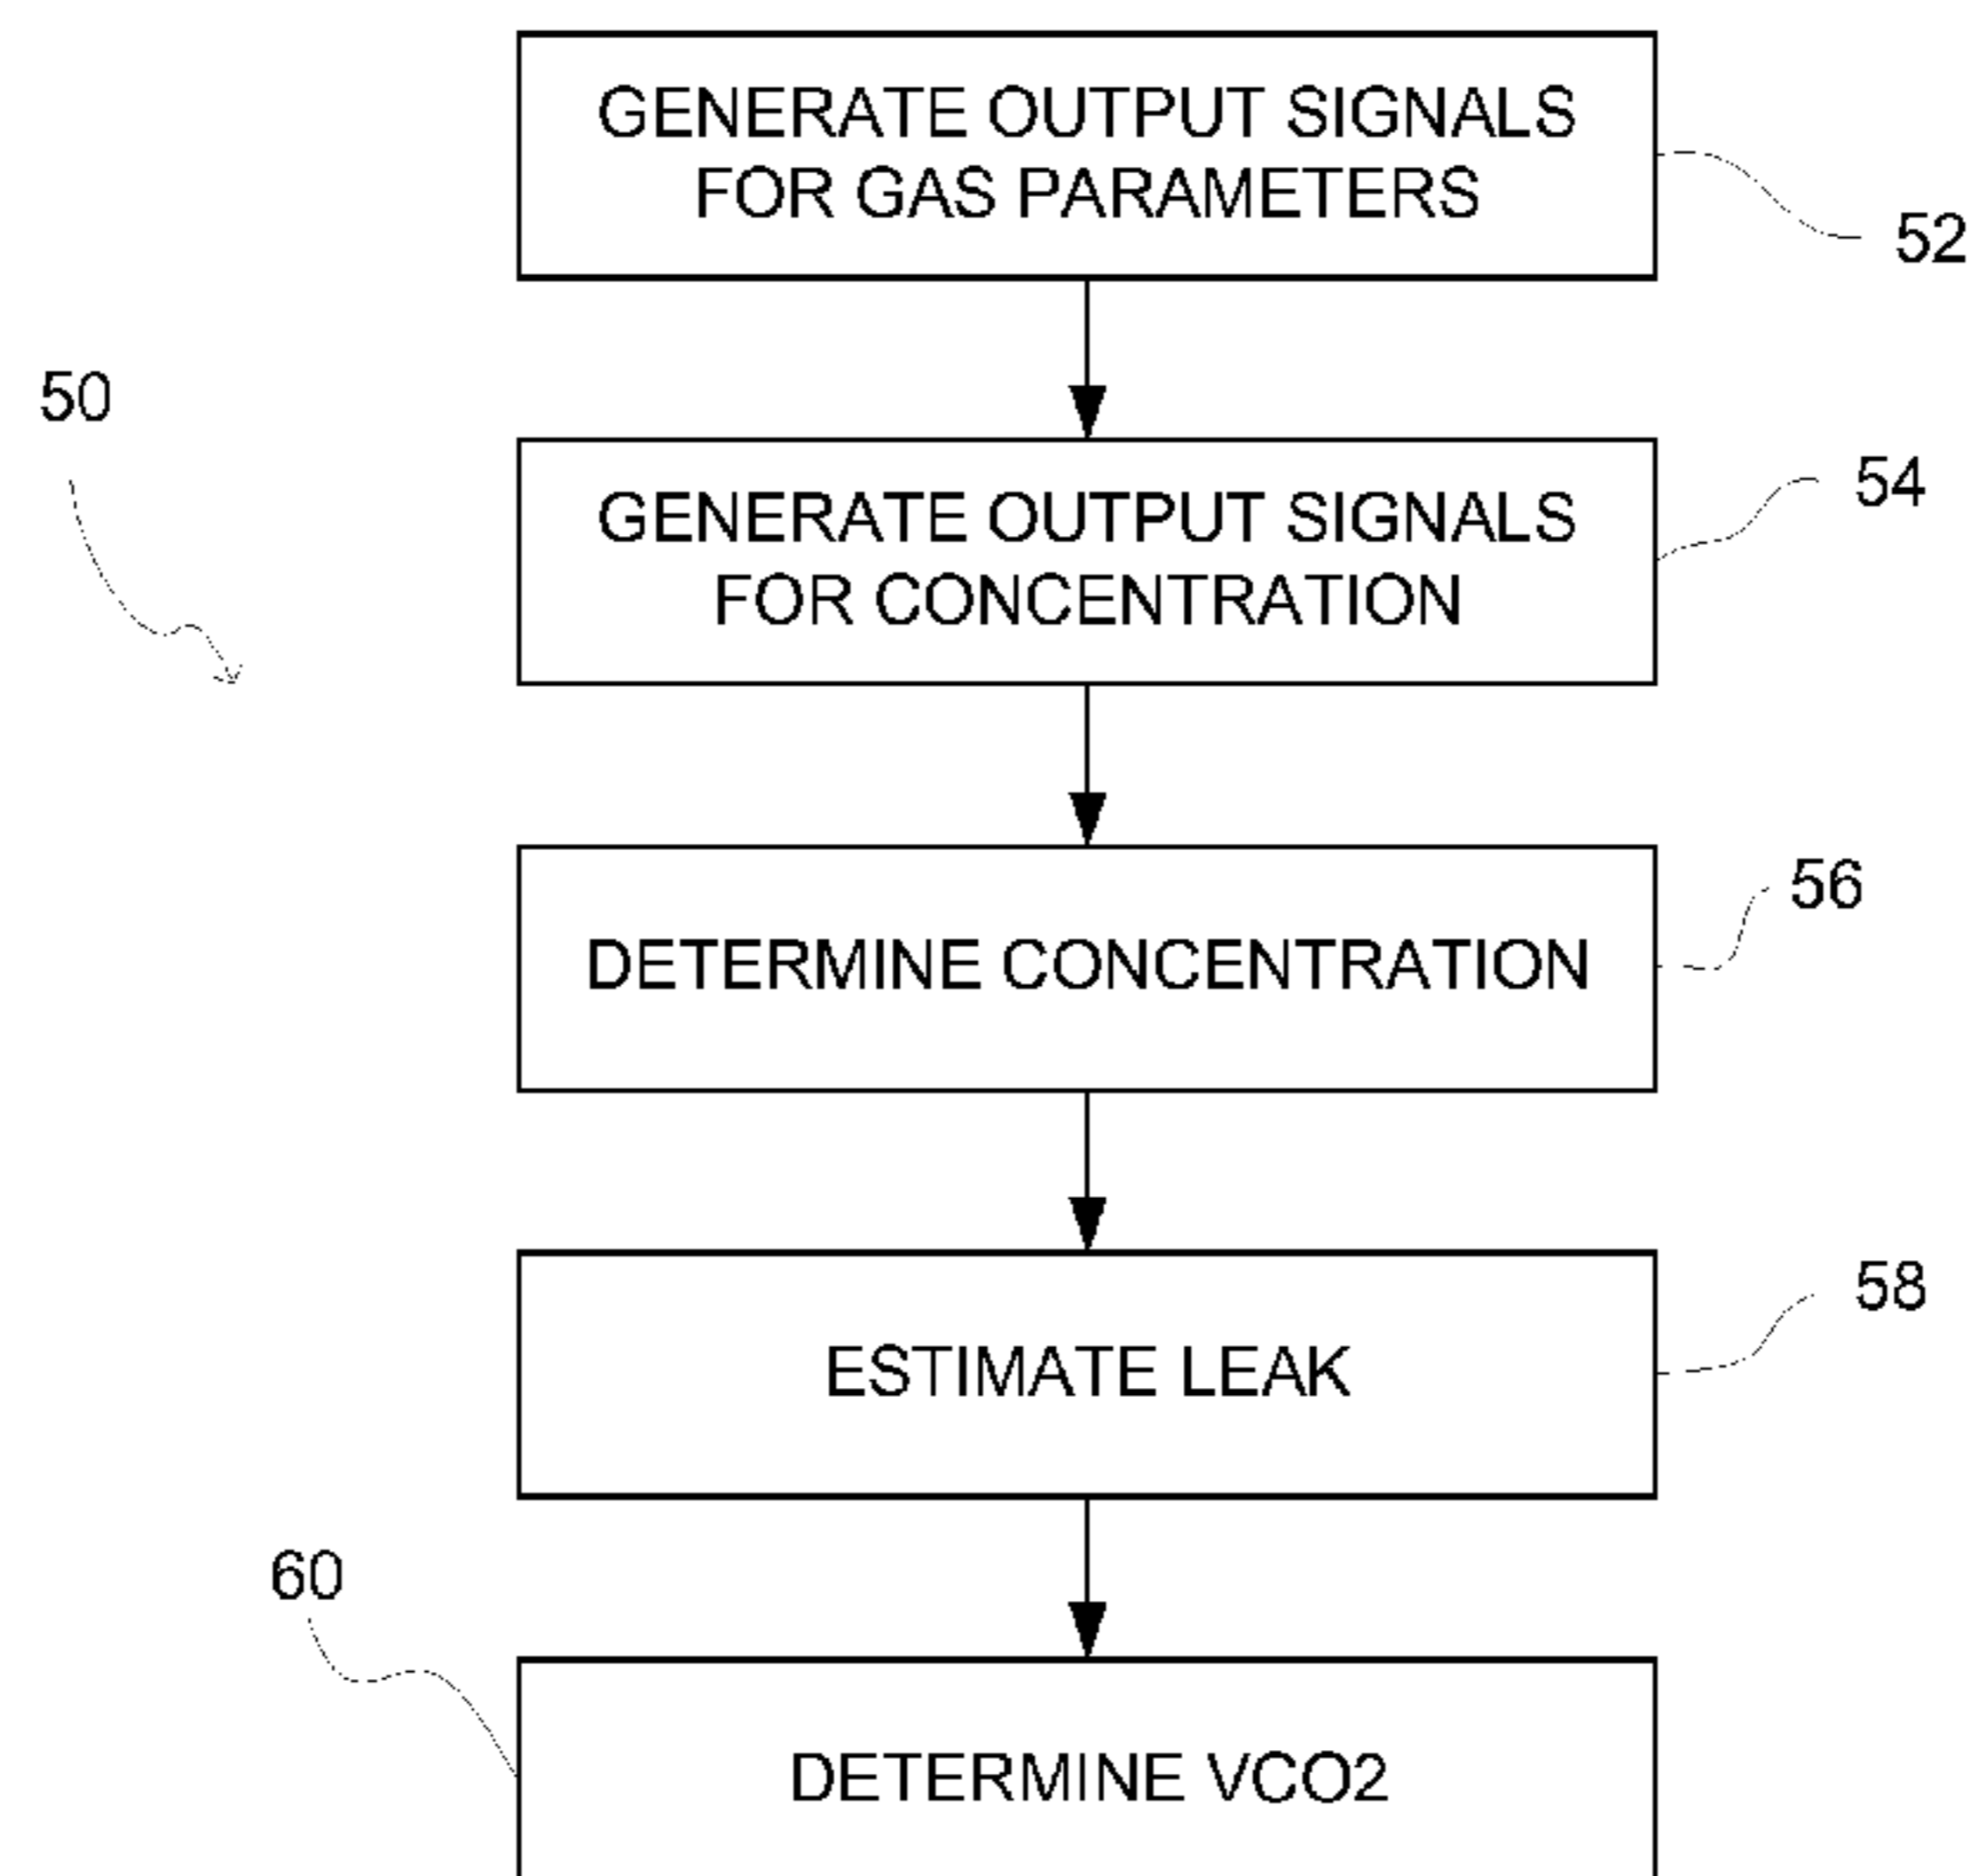 GENERATE OUTPUT SIGNALS
FOR GAS PARAMETERS
52
50
GENERATE OUTPUT SIGNALS
FOR CONCENTRATION
54
DETERMINE CONCENTRATION
56
ESTIMATE LEAK
58
60
DETERMINE VCO2